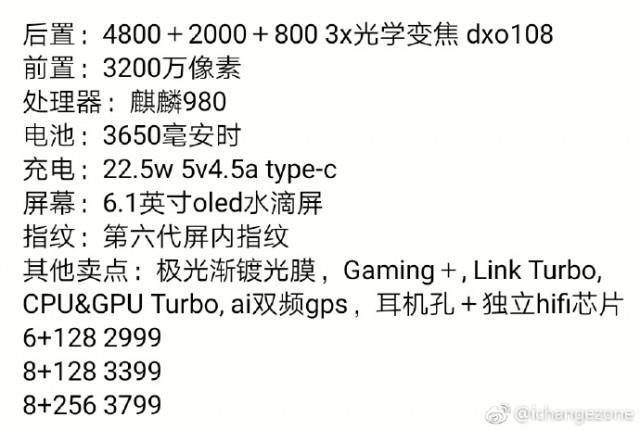 后置：4800＋2000＋800 3x光学变焦 dxo108
前置：3200万像素
处理器：麒麟980
电池：3650毫安时
充电：22.5w 5v4.5a type-c
屏幕：6.1英寸oled水滴屏
指纹：第六代屏内指纹
其他卖点：极光渐镀光膜，Gaming＋, Link Turbo,
CPU&GPU Turbo, ai双频gps，耳机孔＋独立hifi芯片
6+128 2999
8+128 3399
8+256 3799
@ichangezone